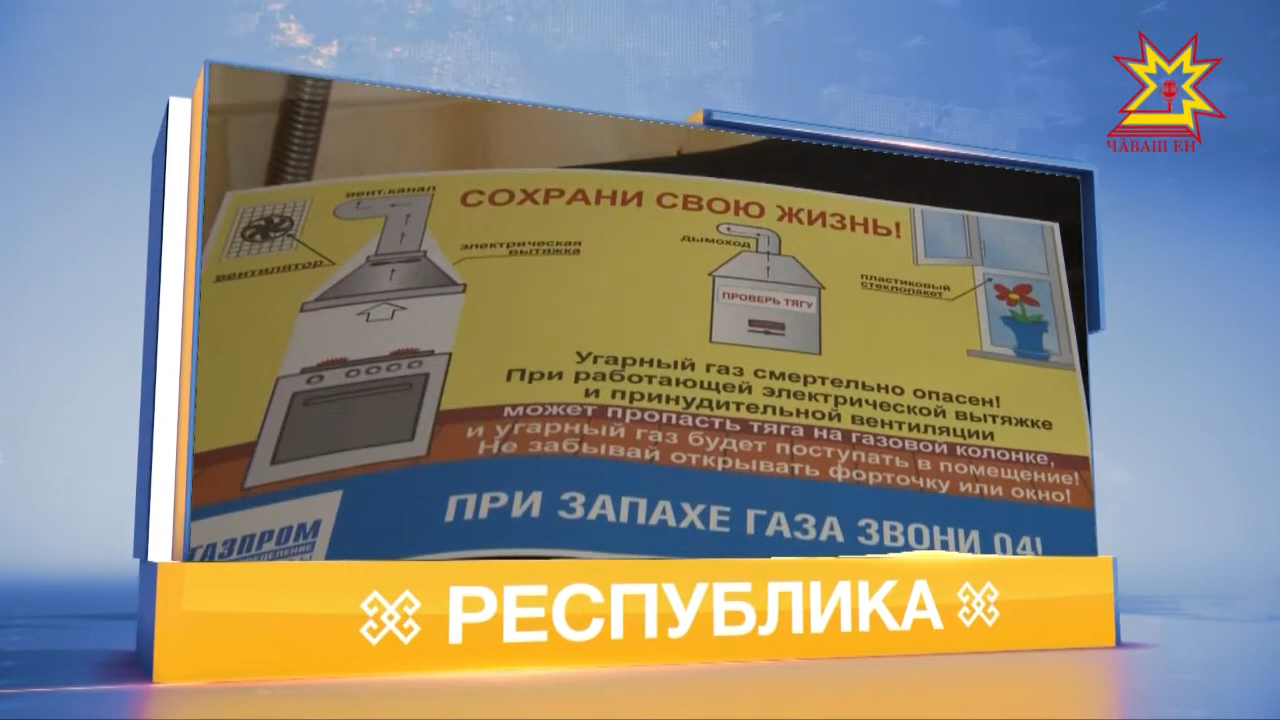 ЧӐВАШ ЕН
вент.канал
СОХРАНИ СВОЮ ЖИЗНЬ!
дымоход
электрическая
вытяжка
вентилятор
пластиковый
стеклопакет
ПРОВЕРЬ ТЯГУ
Угарный газ смертельно опасен!
При работающей электрической вытяжке
и принудительной вентиляции
может пропасть тяга на газовой колонке,
и угарный газ будет поступать в помещение!
Не забывай открывать форточку или окно!
ПРИ ЗАПАХЕ ГАЗА ЗВОНИ 04!
ГАЗПРОМ
РЕСПУБЛИКА